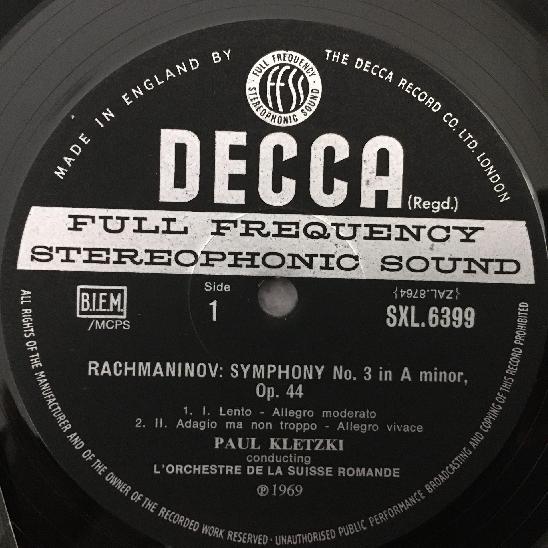 MADE IN ENGLAND BY
THE DECCA RECORD CO. LTD. LONDON
FULL FREQUENCY
FFSS
STEREOPHONIC SOUND
DECCA
(Regd.)
FULL FREQUENCY
STEREOPHONIC SOUND
Side
1
B.I.E.M.
/MCPS
{ZAL.8764}
SXL.6399
RACHMANINOV: SYMPHONY No. 3 in A minor,
Op. 44
1. I. Lento - Allegro moderato
2. II. Adagio ma non troppo - Allegro vivace
PAUL KLETZKI
conducting
L'ORCHESTRE DE LA SUISSE ROMANDE
℗ 1969
ALL RIGHTS OF THE MANUFACTURER AND OF THE OWNER OF THE RECORDED WORK RESERVED · UNAUTHORISED PUBLIC PERFORMANCE BROADCASTING AND COPYING OF THIS RECORD PROHIBITED